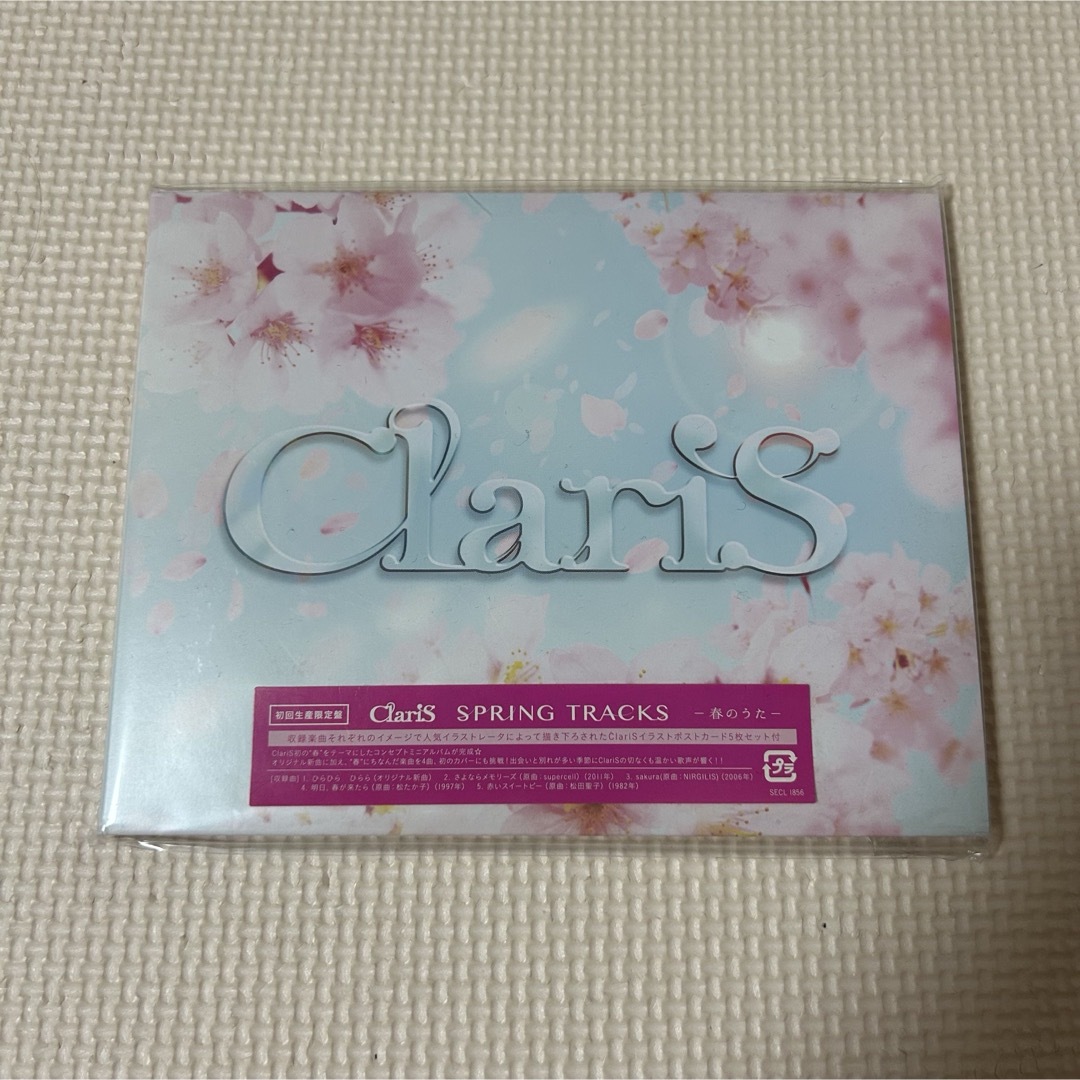 ClariS
初回生産限定盤 ClariS SPRING TRACKS －春のうた－
収録楽曲それぞれのイメージで人気イラストレータによって描き下ろされたClariSイラストポストカード5枚セット付
ClariS初の“春”をテーマにしたコンセプトミニアルバムが完成☆
オリジナル新曲に加え、“春”にちなんだ楽曲を4曲、初のカバーにも挑戦！出会いと別れが多い季節にClariSの切なくも温かい歌声が響く！！
[収録曲] 1. ひらひら ひらら（オリジナル新曲） 2. さよならメモリーズ（原曲：supercell）（2011年） 3. sakura（原曲：NIRGILIS）（2006年）
4. 明日、春が来たら（原曲：松たか子）（1997年） 5. 赤いスイートピー（原曲：松田聖子）（1982年）
プラ
SECL 1856